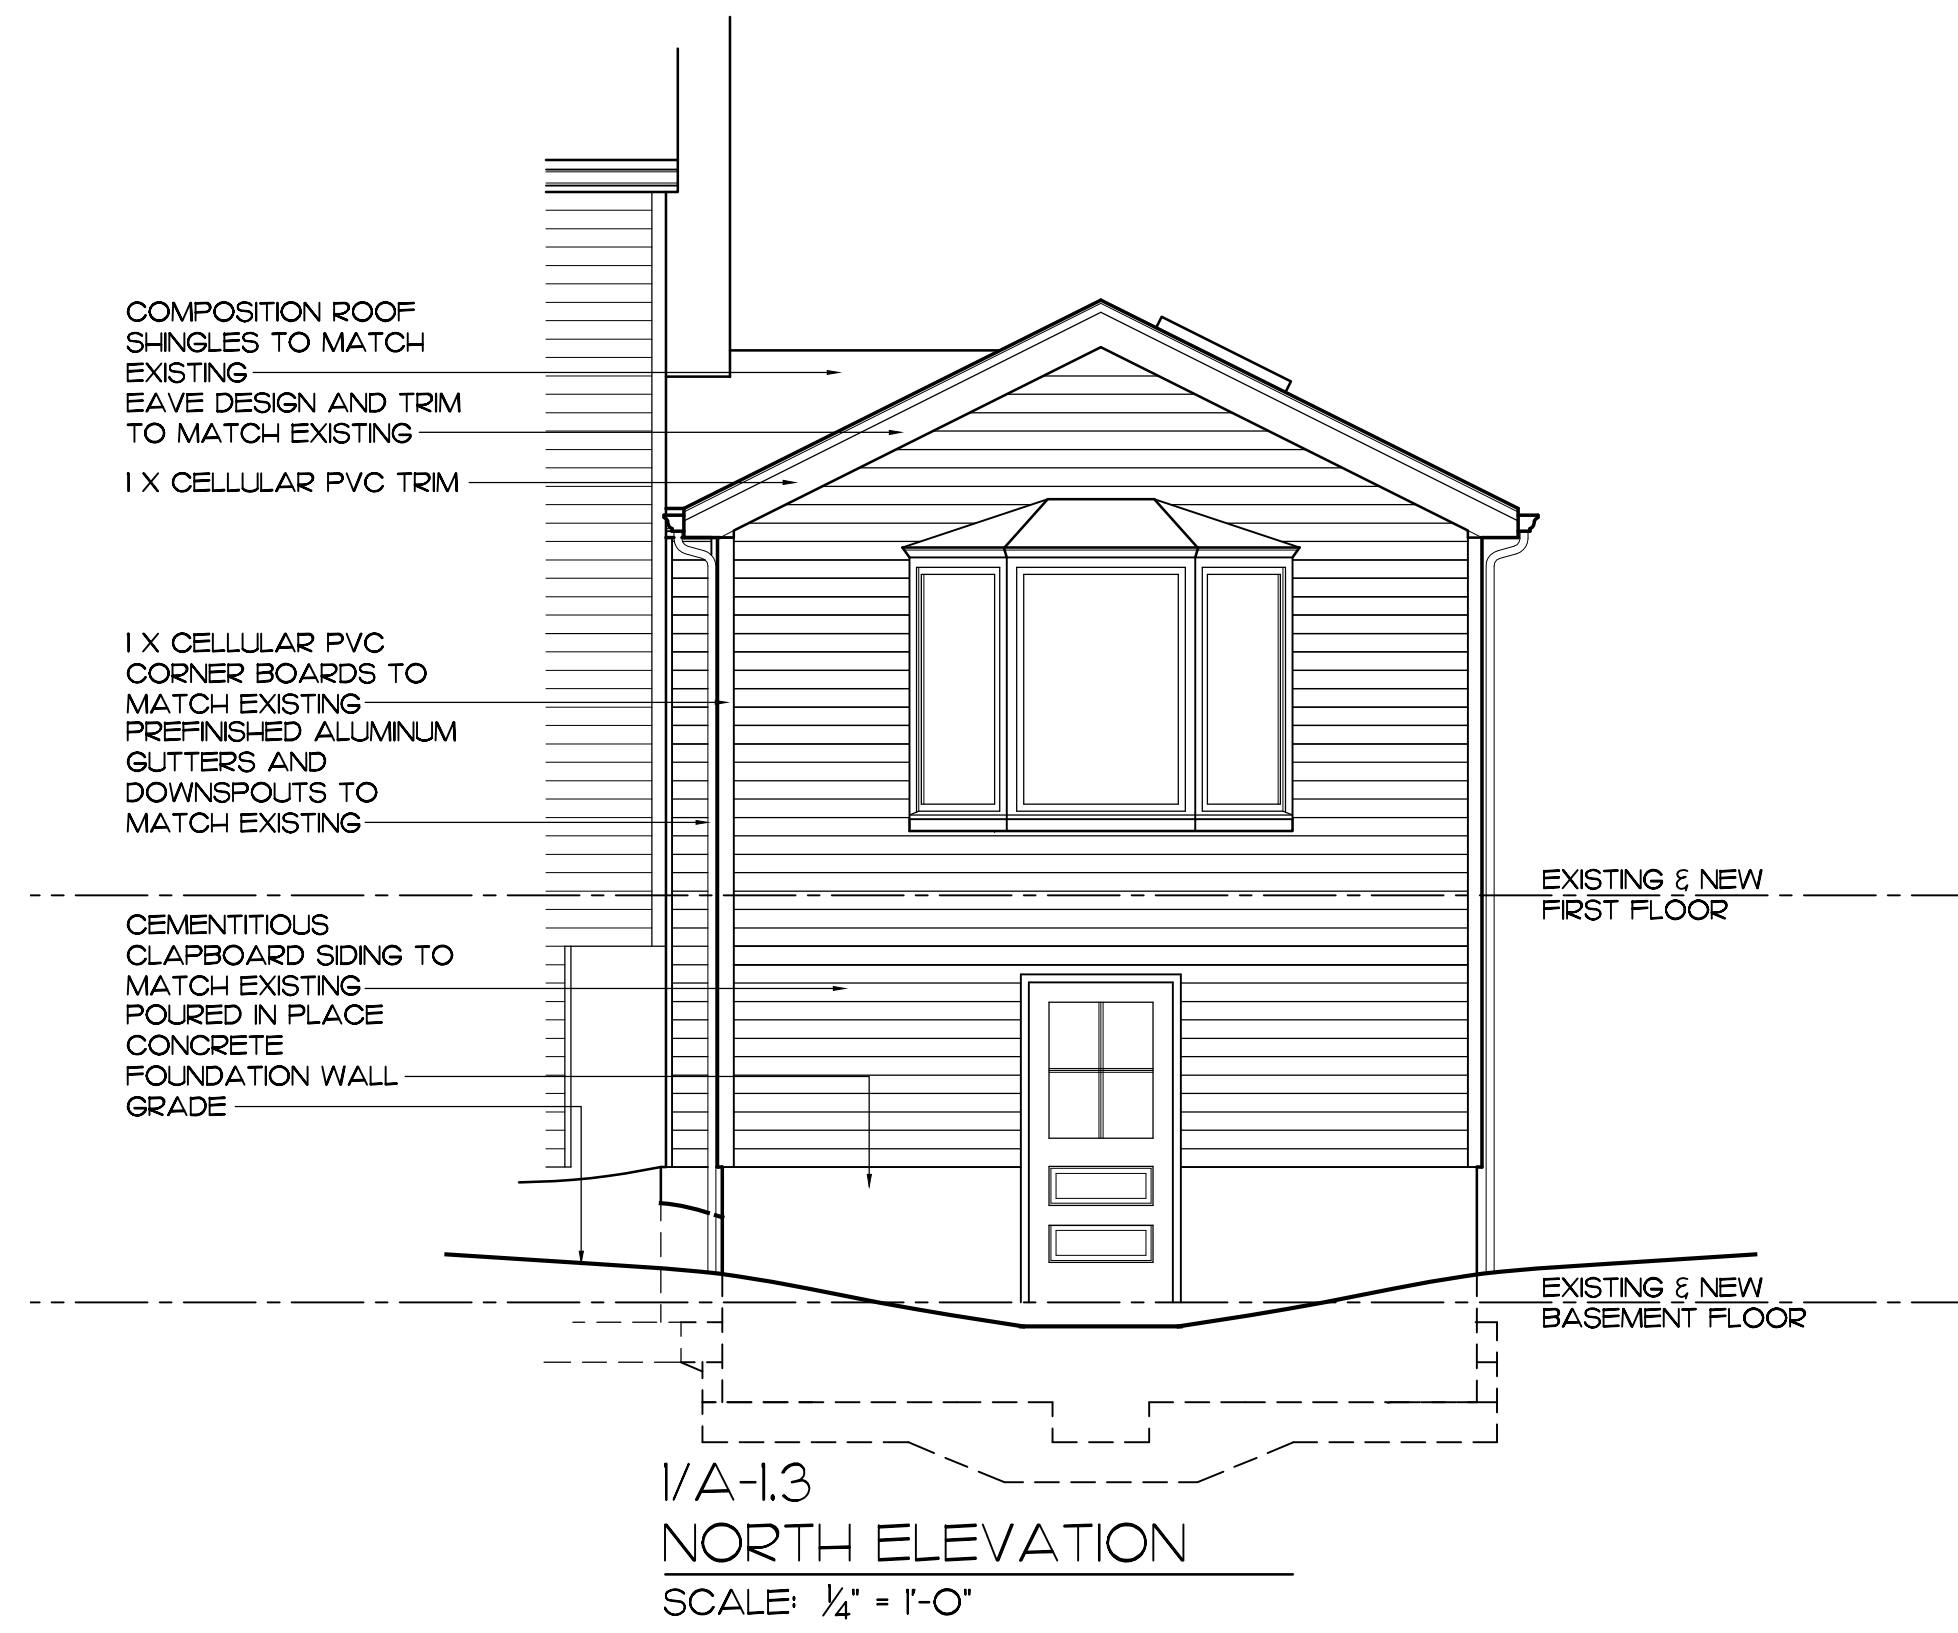 COMPOSITION ROOF
SHINGLES TO MATCH
EXISTING
EAVE DESIGN AND TRIM
TO MATCH EXISTING
1 X CELLULAR PVC TRIM
1 X CELLULAR PVC
CORNER BOARDS TO
MATCH EXISTING
PREFINISHED ALUMINUM
GUTTERS AND
DOWNSPOUTS TO
MATCH EXISTING
EXISTING & NEW
FIRST FLOOR
CEMENTITIOUS
CLAPBOARD SIDING TO
MATCH EXISTING
POURED IN PLACE
CONCRETE
FOUNDATION WALL
GRADE
EXISTING & NEW
BASEMENT FLOOR
1/A-1.3
NORTH ELEVATION
SCALE: 1/4" = 1'-0"